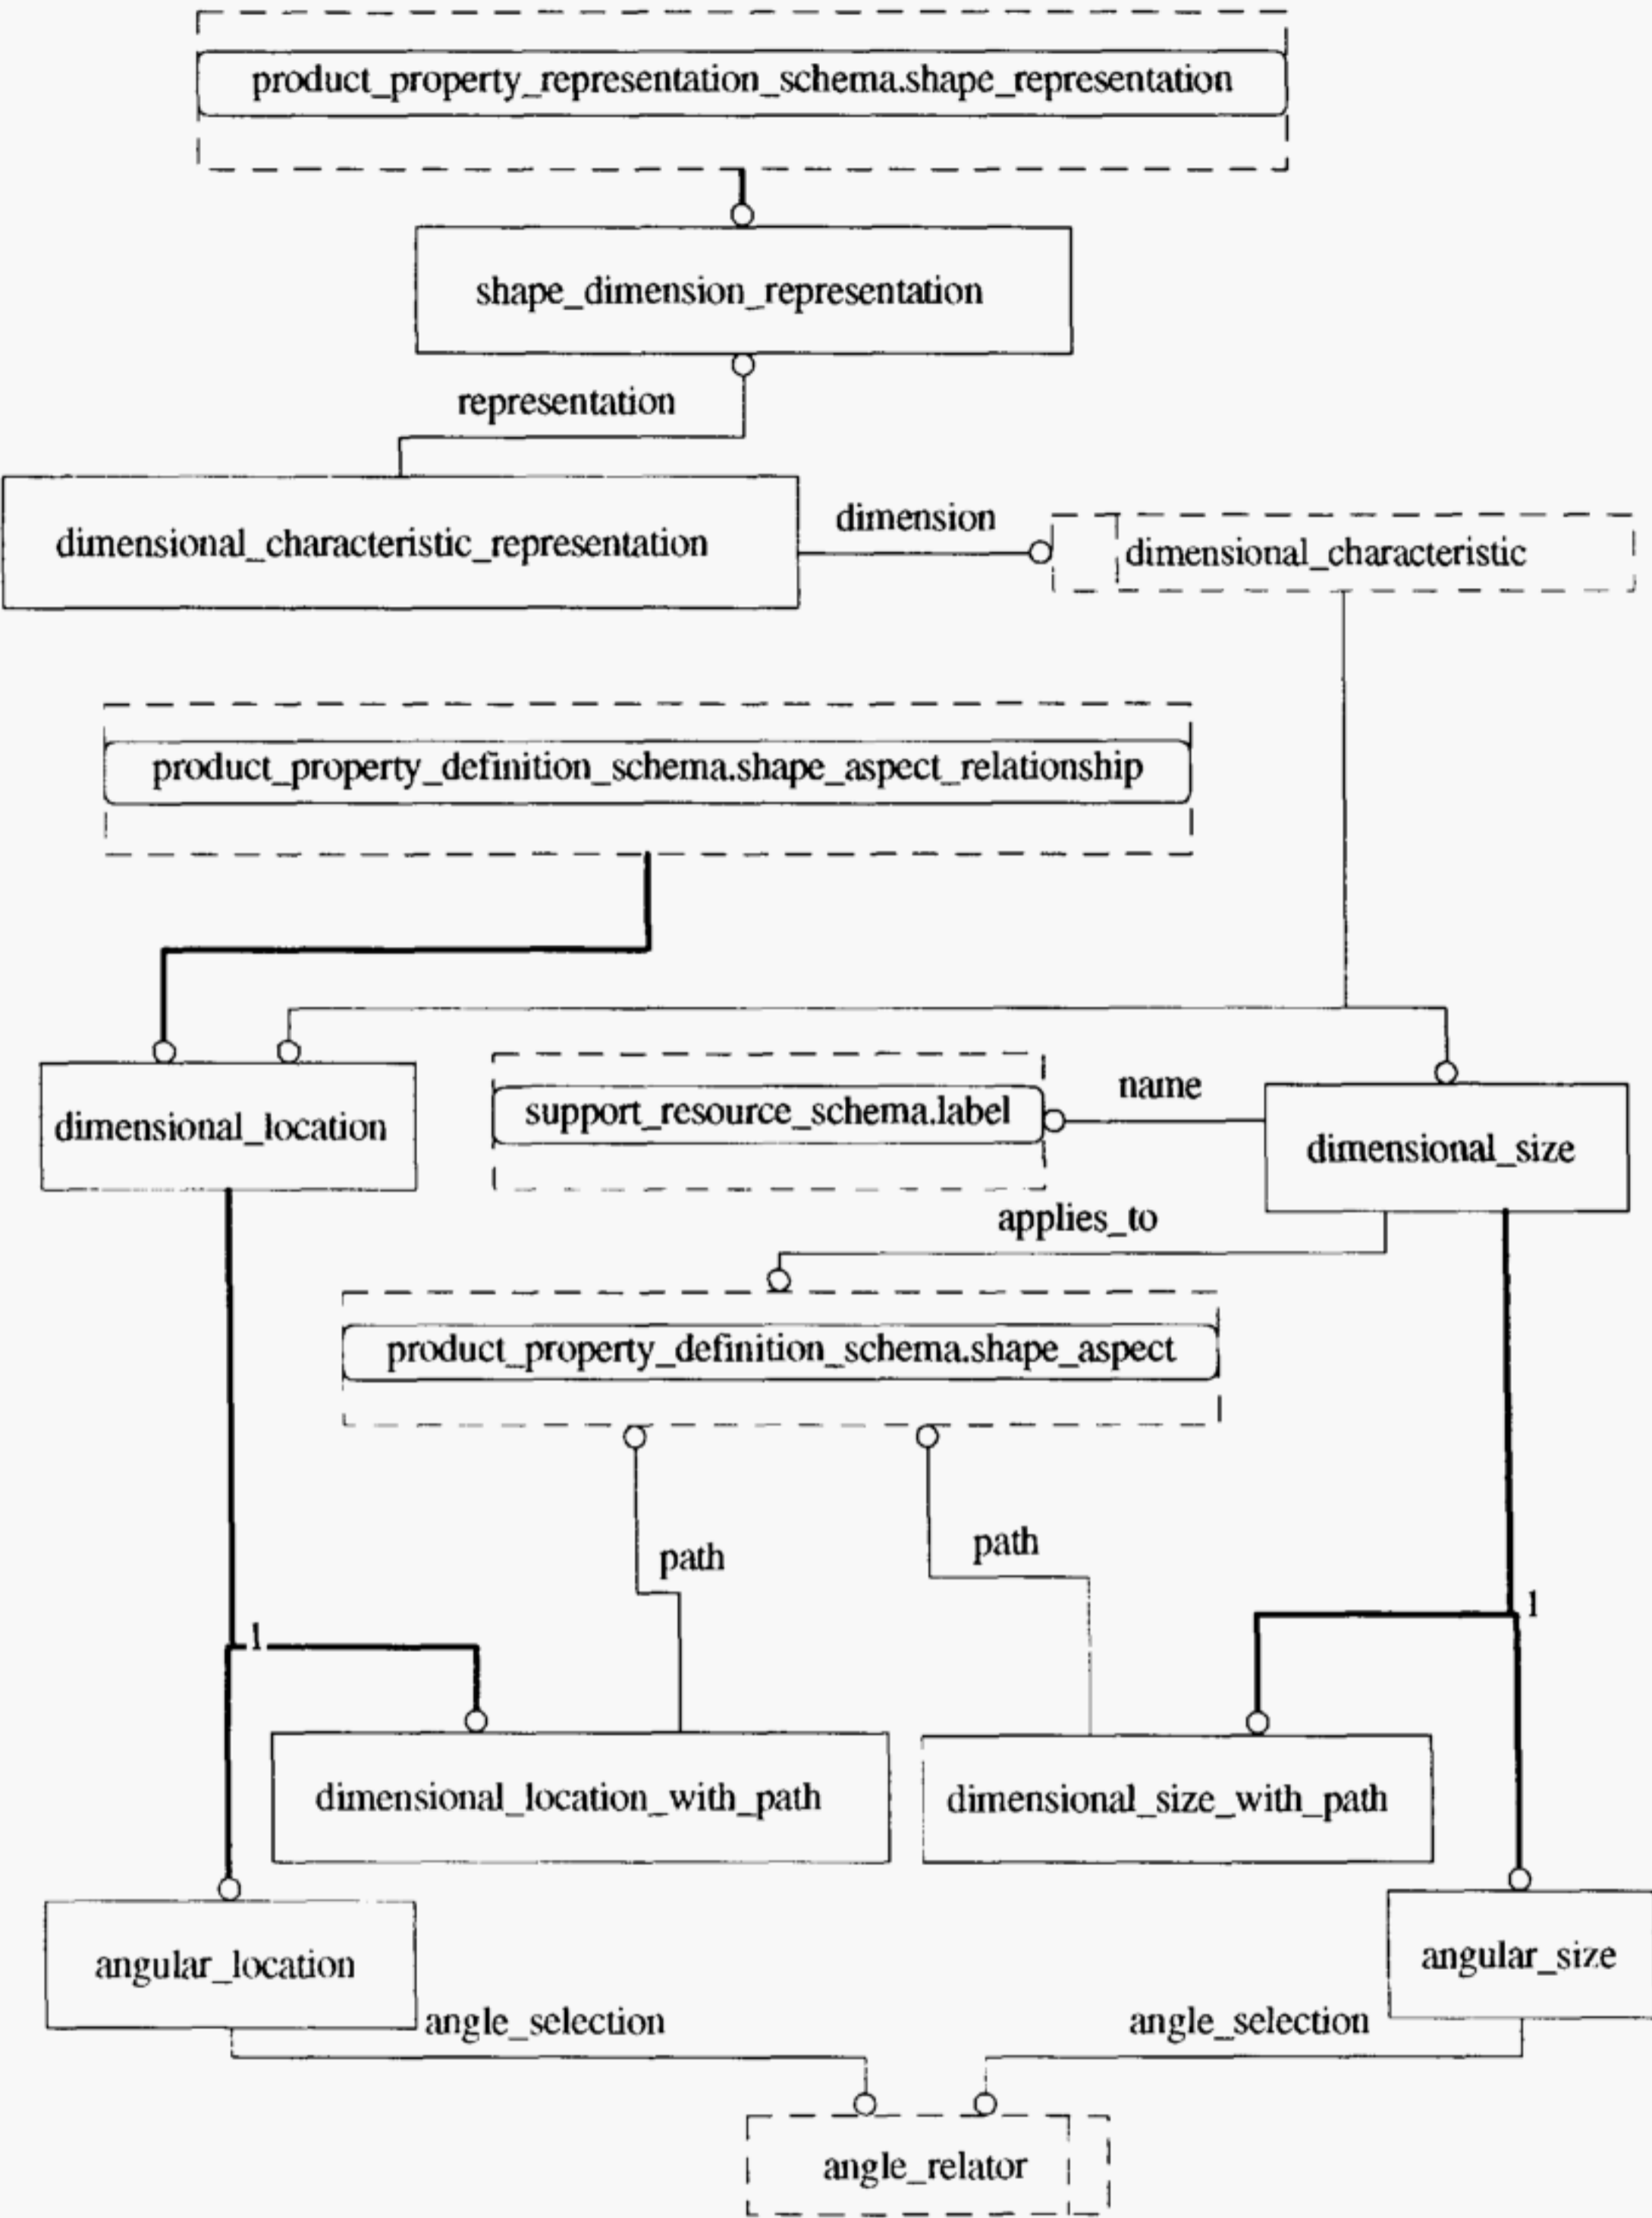 product_property_representation_schema.shape_representation
shape_dimension_representation
representation
dimensional_characteristic_representation
dimension
dimensional_characteristic
product_property_definition_schema.shape_aspect_relationship
dimensional_location
support_resource_schema.label
name
dimensional_size
applies_to
product_property_definition_schema.shape_aspect
path
path
1
1
dimensional_location_with_path
dimensional_size_with_path
angular_location
angular_size
angle_selection
angle_selection
angle_relator